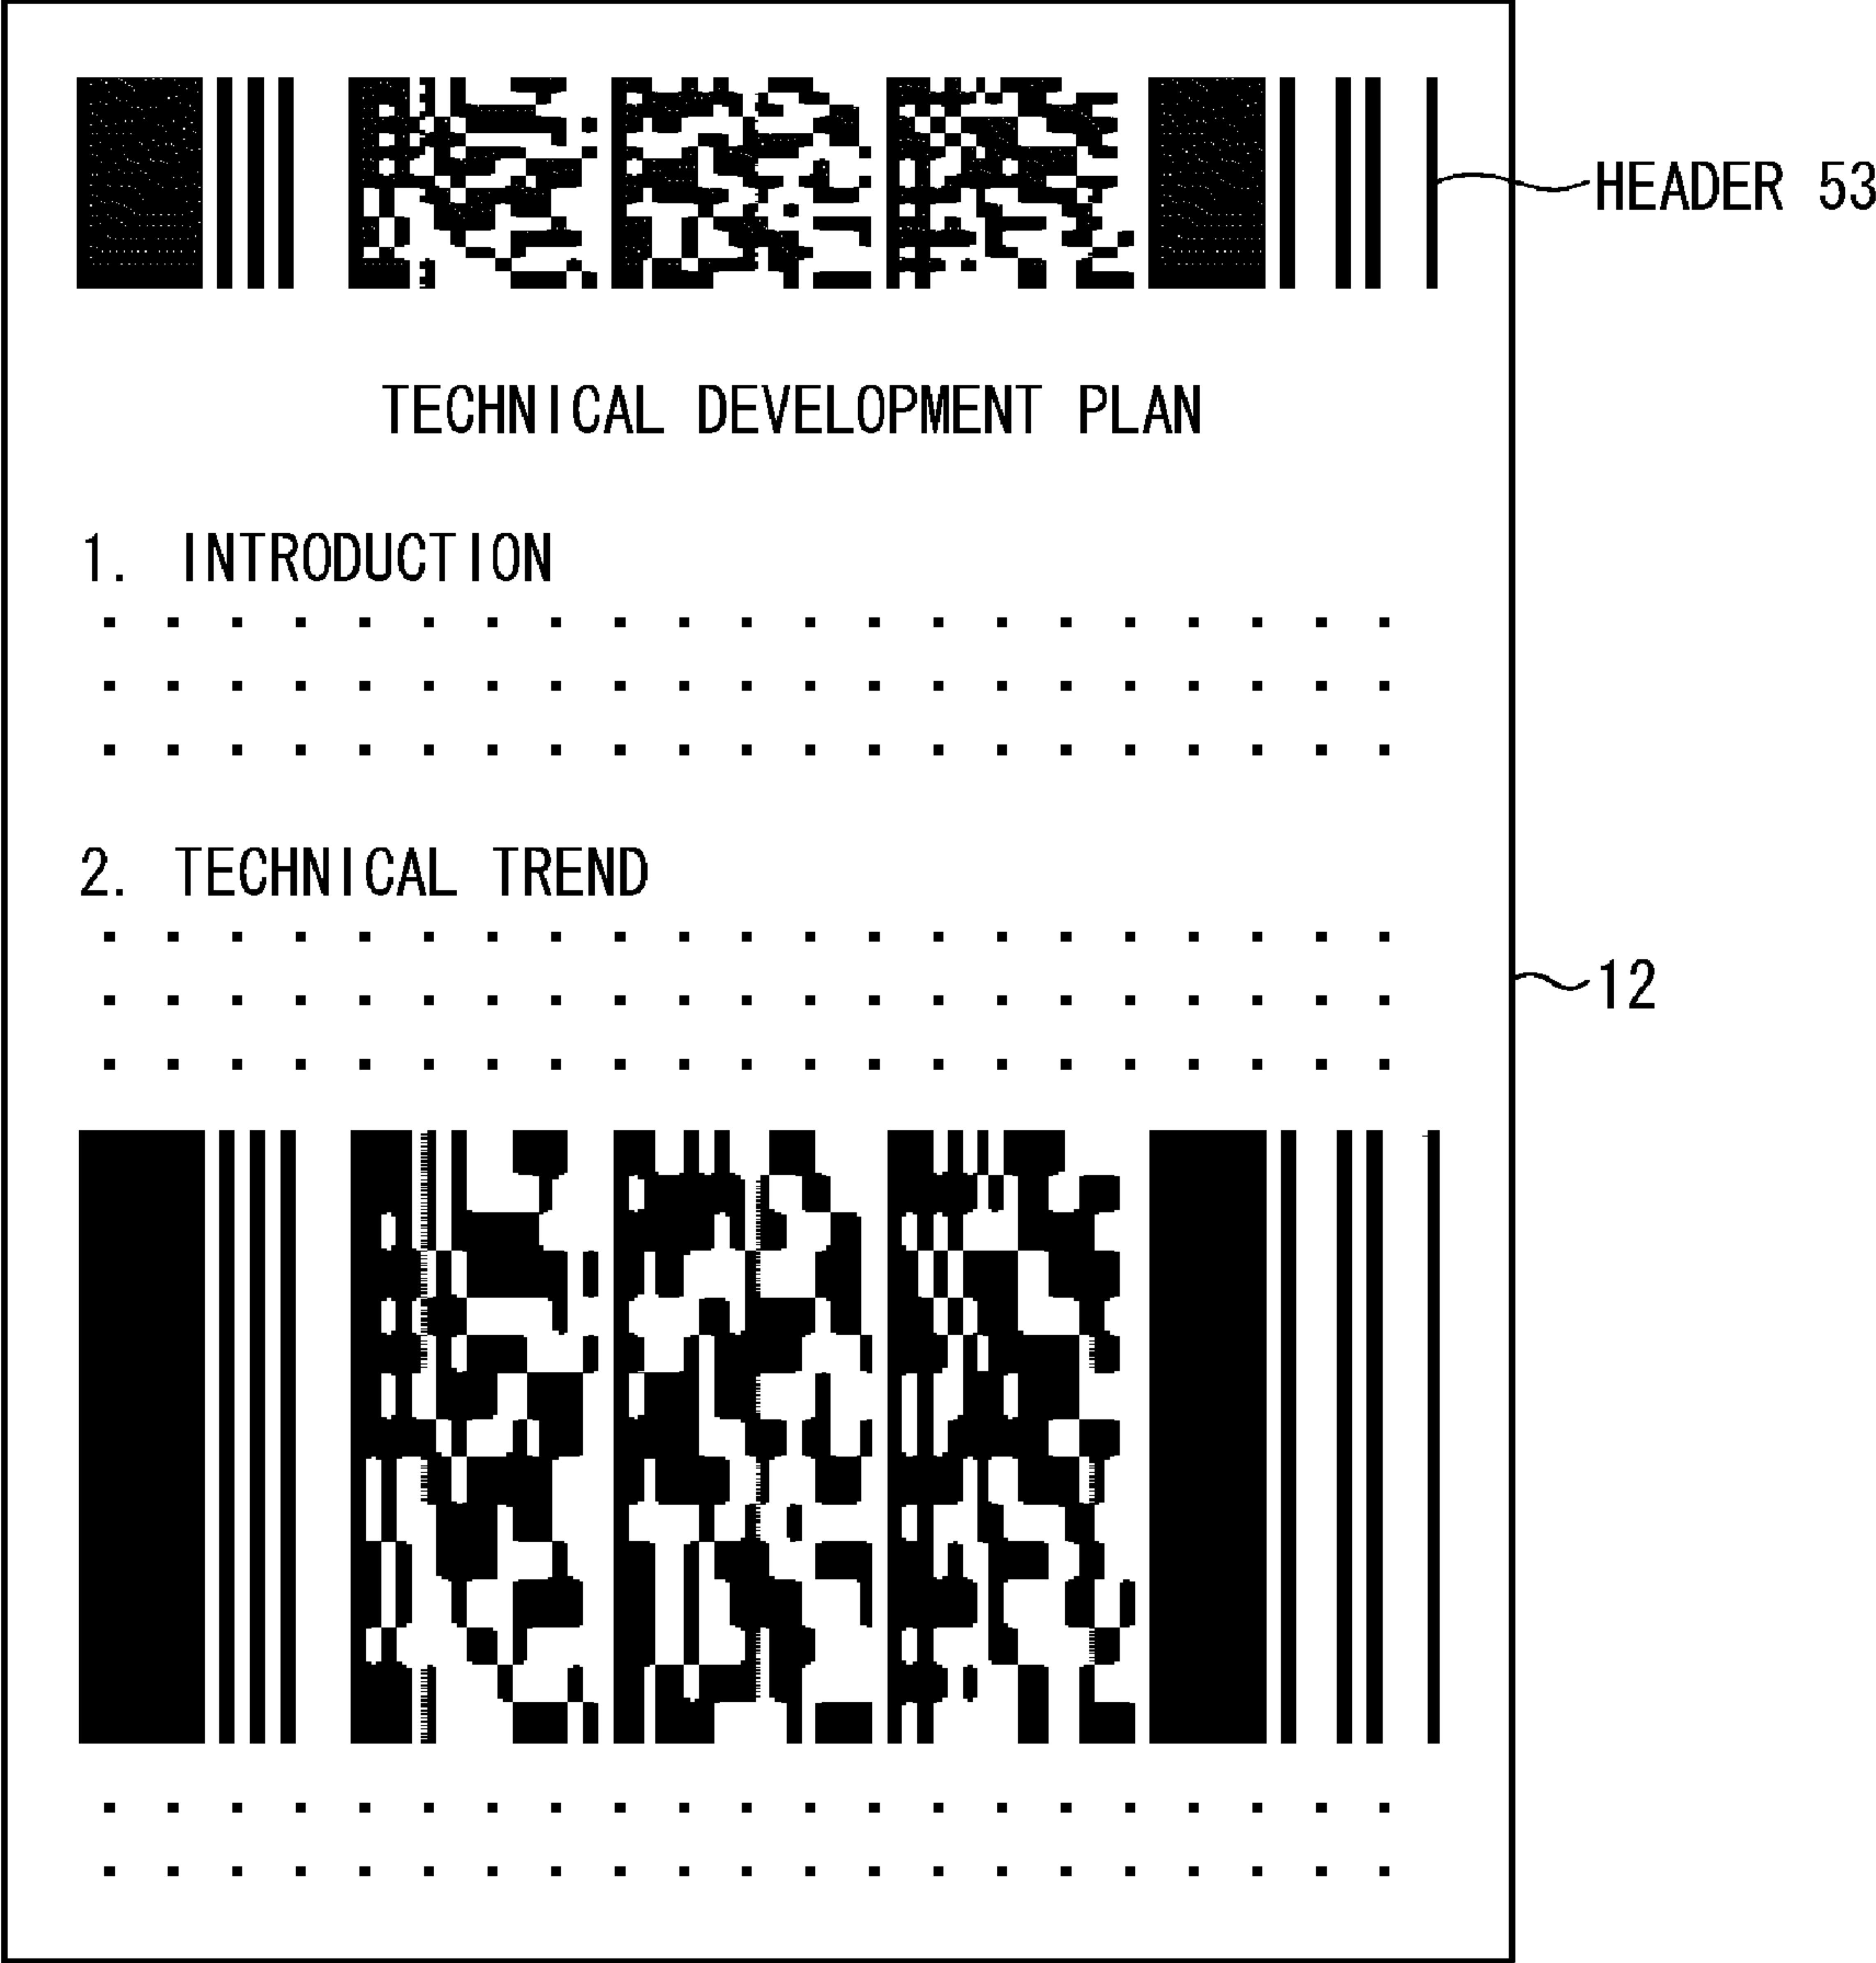 HEADER 53
TECHNICAL DEVELOPMENT PLAN
1. INTRODUCTION
2. TECHNICAL TREND
12